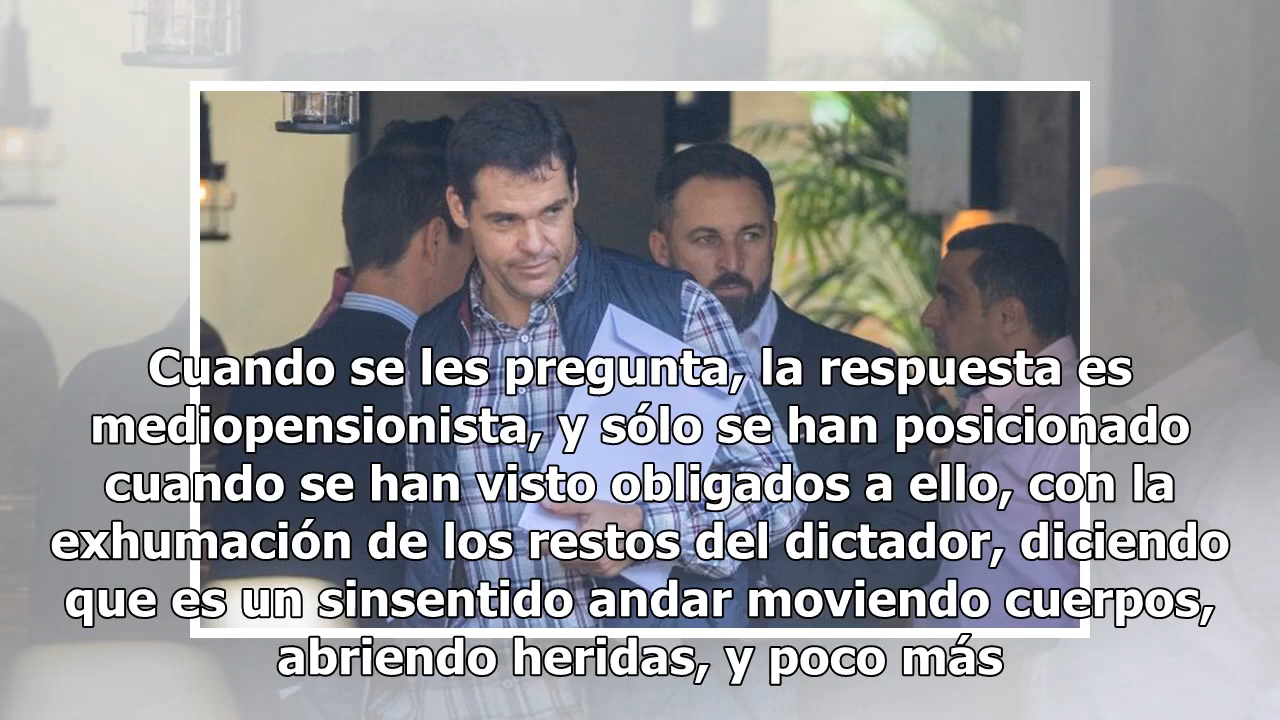 Cuando se les pregunta, la respuesta es
mediopensionista, y sólo se han posicionado
cuando se han visto obligados a ello, con la
exhumación de los restos del dictador, diciendo
que es un sinsentido andar moviendo cuerpos,
abriendo heridas, y poco más